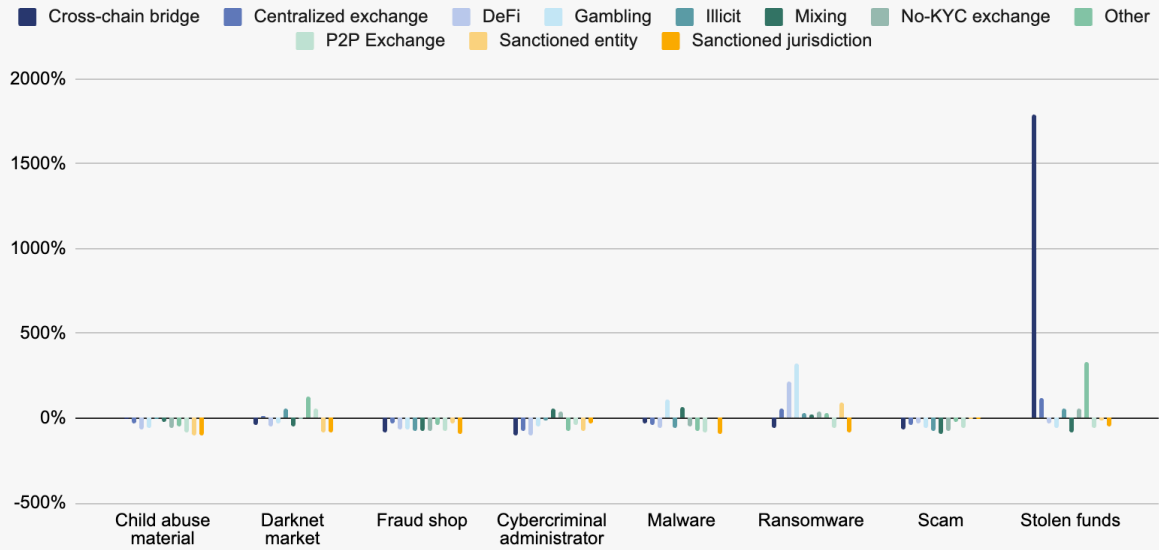 Cross-chain bridge Centralized exchange DeFi Gambling Illicit Mixing No-KYC exchange Other
P2P Exchange Sanctioned entity Sanctioned jurisdiction
2000%
1500%
1000%
500%
0%
-500%
Child abuse material
Darknet market
Fraud shop
Cybercriminal administrator
Malware
Ransomware
Scam
Stolen funds